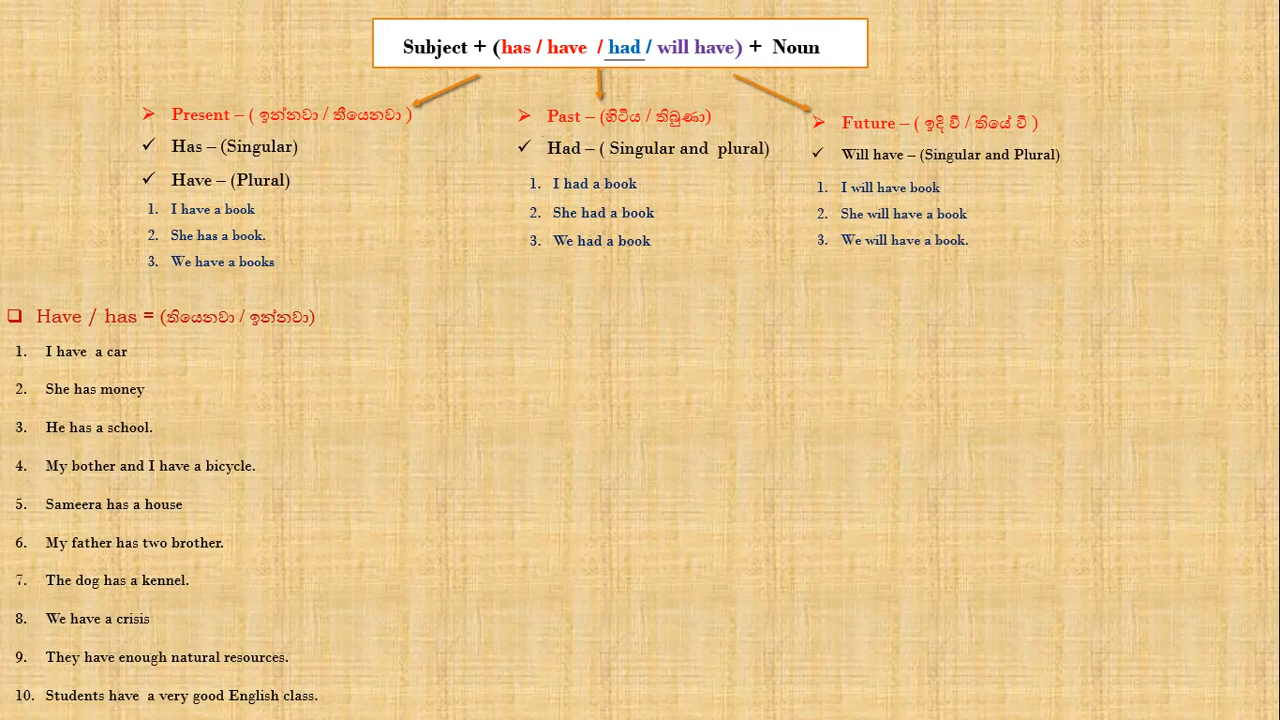 Subject + (has / have / had / will have) + Noun
Present – ( ඉන්නවා / තීයෙනවා )
Has – (Singular)
Have – (Plural)
1. I have a book
2. She has a book.
3. We have a books
Past – (හිටිය / තිබුණා)
Had – ( Singular and plural)
1. I had a book
2. She had a book
3. We had a book
Future – ( ඉදි වී / තියේ වී )
Will have – (Singular and Plural)
1. I will have book
2. She will have a book
3. We will have a book.
Have / has = (තියෙනවා / ඉන්නවා)
1. I have a car
2. She has money
3. He has a school.
4. My bother and I have a bicycle.
5. Sameera has a house
6. My father has two brother.
7. The dog has a kennel.
8. We have a crisis
9. They have enough natural resources.
10. Students have a very good English class.